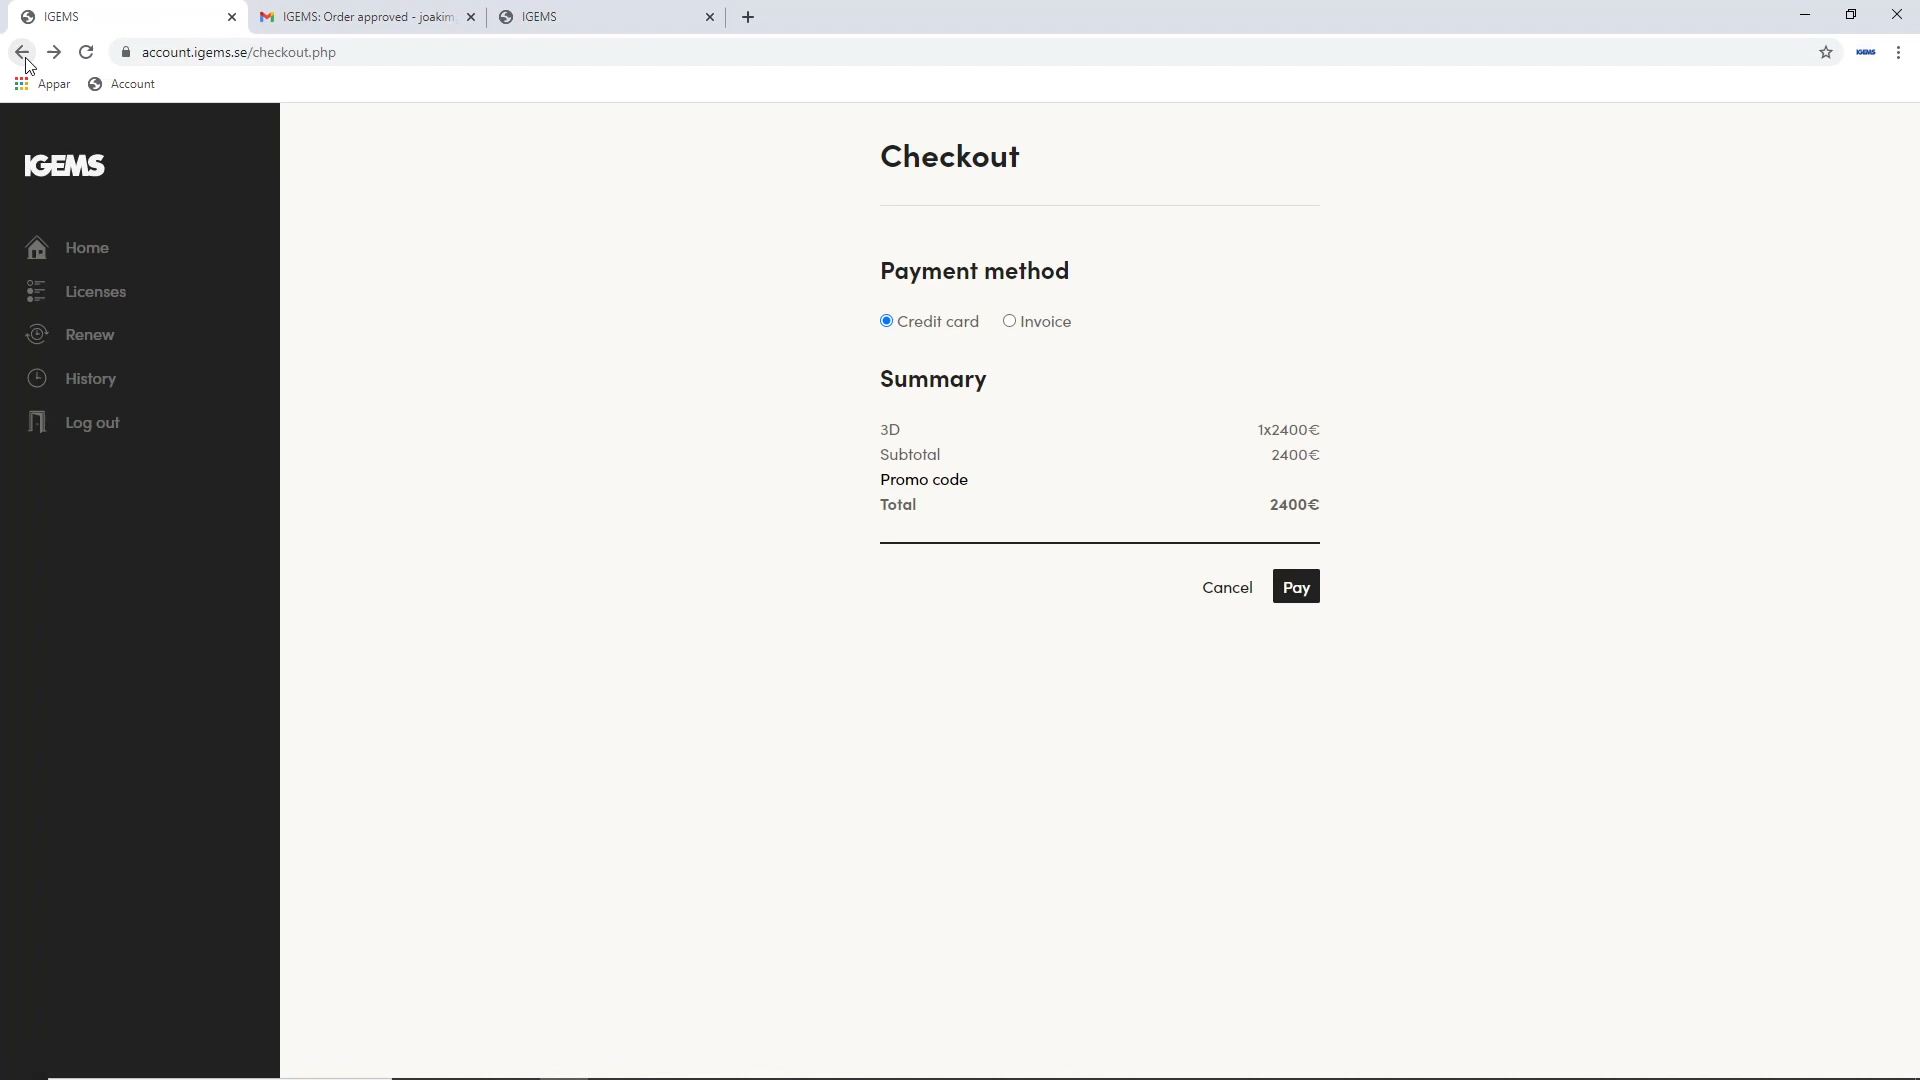 IGEMS
IGEMS: Order approved - joakim
IGEMS
account.igems.se/checkout.php
IGEMS
Appar
Account
IGEMS
Home
Licenses
Renew
History
Log out
Checkout
Payment method
Credit card
Invoice
Summary
3D 1x2400€
Subtotal 2400€
Promo code
Total 2400€
Cancel
Pay